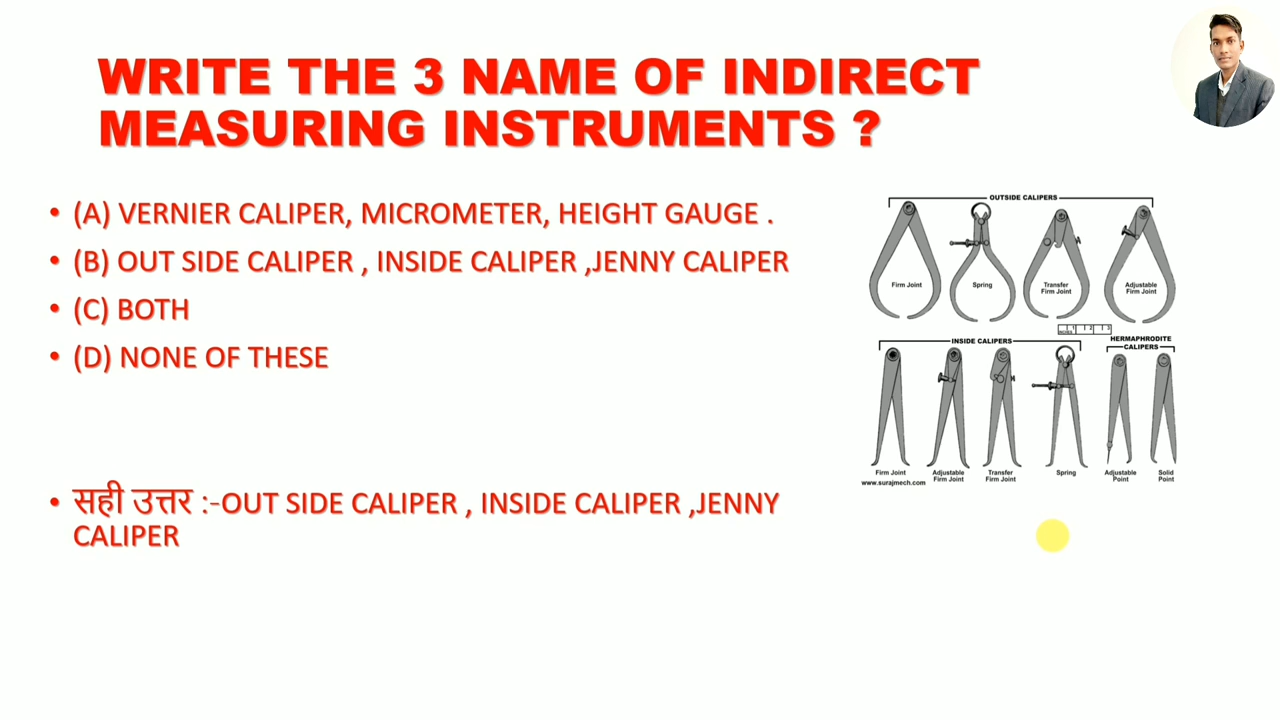 WRITE THE 3 NAME OF INDIRECT
MEASURING INSTRUMENTS ?
• (A) VERNIER CALIPER, MICROMETER, HEIGHT GAUGE .
• (B) OUT SIDE CALIPER , INSIDE CALIPER ,JENNY CALIPER
• (C) BOTH
• (D) NONE OF THESE
• सही उत्तर :-OUT SIDE CALIPER , INSIDE CALIPER ,JENNY
CALIPER
OUTSIDE CALIPERS
Firm Joint
Spring
Transfer
Firm Joint
Adjustable
Firm Joint
1 2 3
INSIDE CALIPERS
HERMAPHRODITE
CALIPERS
Firm Joint
Adjustable
Firm Joint
Transfer
Firm Joint
Spring
Adjustable
Point
Solid
Point
www.surajmech.com